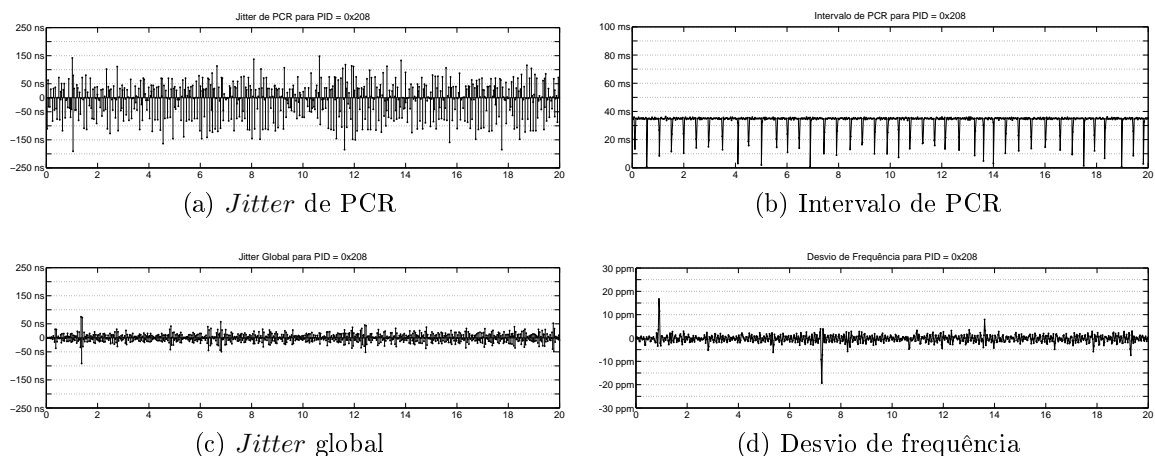 Jitter de PCR para PID = 0x208
250 ns
150 ns
50 ns
0
−50 ns
−150 ns
−250 ns
0 2 4 6 8 10 12 14 16 18 20
(a) Jitter de PCR
Intervalo de PCR para PID = 0x208
100 ms
80 ms
60 ms
40 ms
20 ms
0
0 2 4 6 8 10 12 14 16 18 20
(b) Intervalo de PCR
Jitter Global para PID = 0x208
250 ns
150 ns
50 ns
0
−50 ns
−150 ns
−250 ns
0 2 4 6 8 10 12 14 16 18 20
(c) Jitter global
Desvio de Frequência para PID = 0x208
30 ppm
20 ppm
10 ppm
0
-10 ppm
-20 ppm
-30 ppm
0 2 4 6 8 10 12 14 16 18 20
(d) Desvio de frequência